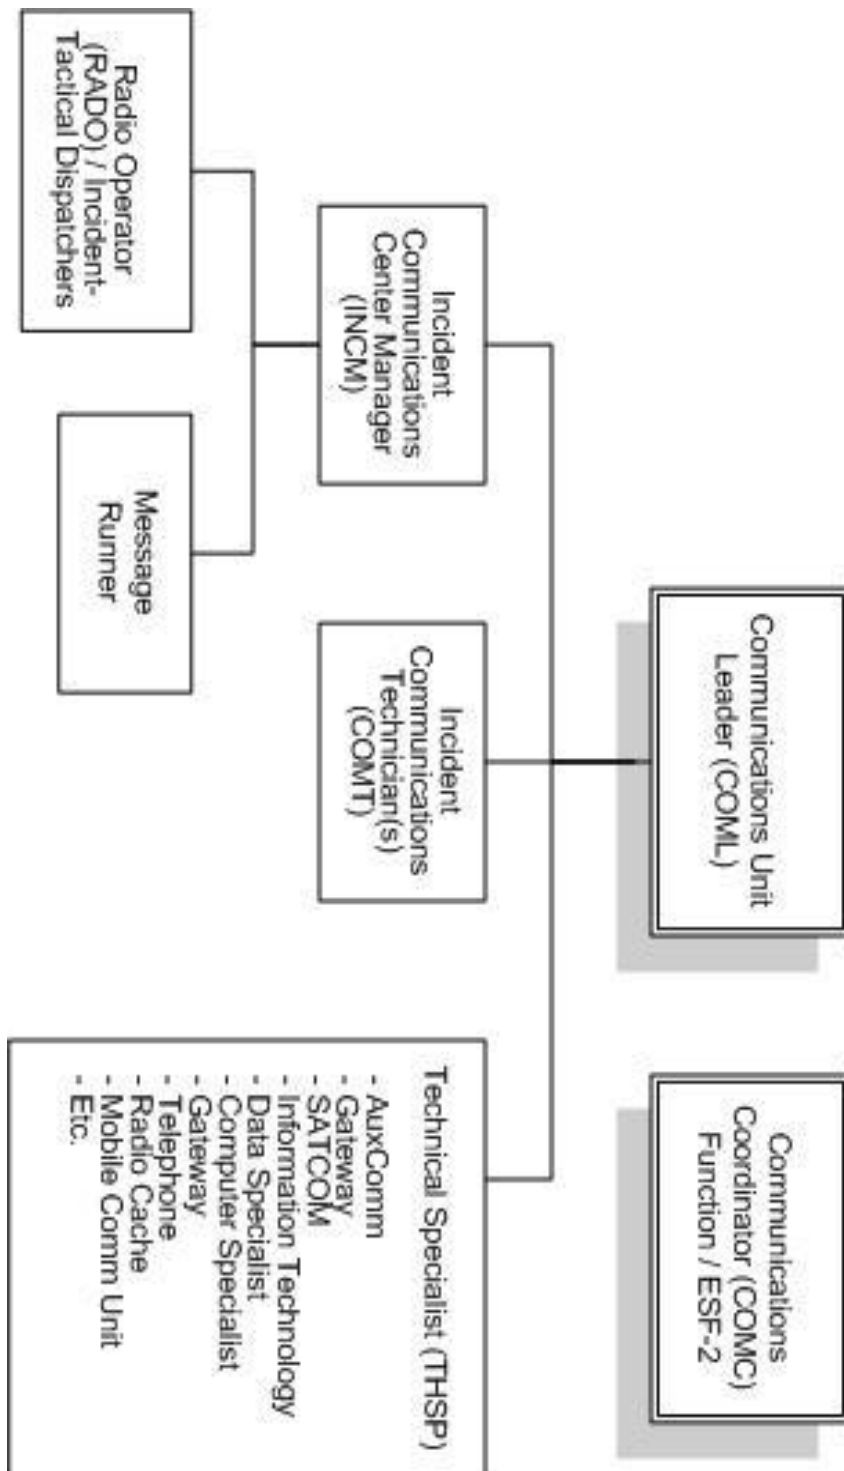 Communications Unit
Leader (COML)
Communications
Coordinator (COMC)
Function / ESF-2
Incident
Communications
Center Manager
(INCM)
Incident
Communications
Technician(s)
(COMT)
Technical Specialist (THSP)
- AuxComm
- Gateway
- SATCOM
- Information Technology
- Data Specialist
- Computer Specialist
- Gateway
- Telephone
- Radio Cache
- Mobile Comm Unit
- Etc.
Radio Operator
(RADO) / Incident-
Tactical Dispatchers
Message
Runner